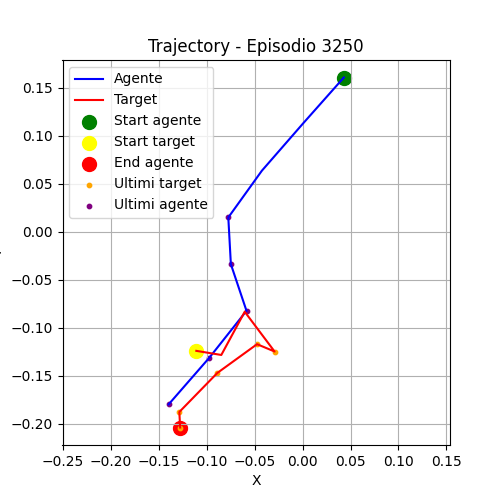 Trajectory - Episodio 3250
Agente
Target
Start agente
Start target
End agente
Ultimi target
Ultimi agente
0.15
0.10
0.05
0.00
−0.05
−0.10
−0.15
−0.20
−0.25 −0.20 −0.15 −0.10 −0.05 0.00 0.05 0.10 0.15
X